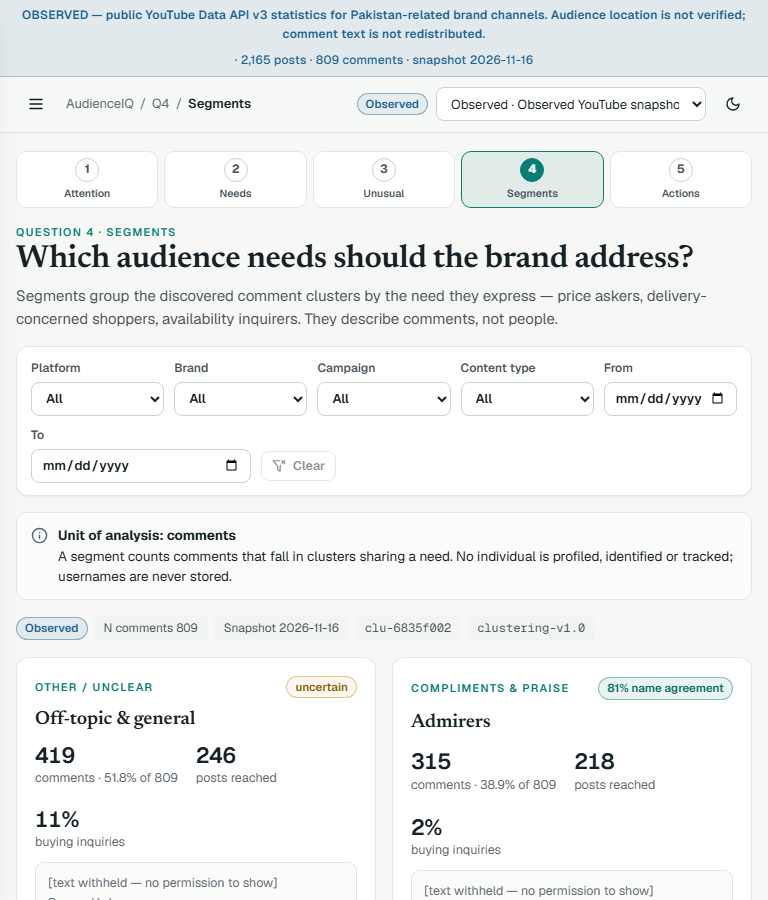 OBSERVED — public YouTube Data API v3 statistics for Pakistan-related brand channels. Audience location is not verified;
comment text is not redistributed.
· 2,165 posts · 809 comments · snapshot 2026-11-16
AudienceIQ / Q4 / Segments
Observed
Observed · Observed YouTube snapsho
1
Attention
2
Needs
3
Unusual
4
Segments
5
Actions
QUESTION 4 · SEGMENTS
Which audience needs should the brand address?
Segments group the discovered comment clusters by the need they express — price askers, delivery-
concerned shoppers, availability inquirers. They describe comments, not people.
Platform
All
Brand
All
Campaign
All
Content type
All
From
mm/dd/yyyy
To
mm/dd/yyyy
Clear
Unit of analysis: comments
A segment counts comments that fall in clusters sharing a need. No individual is profiled, identified or tracked;
usernames are never stored.
Observed
N comments 809
Snapshot 2026-11-16
clu-6835f002
clustering-v1.0
OTHER / UNCLEAR
uncertain
Off-topic & general
419
comments · 51.8% of 809
246
posts reached
11%
buying inquiries
[text withheld — no permission to show]
COMPLIMENTS & PRAISE
81% name agreement
Admirers
315
comments · 38.9% of 809
218
posts reached
2%
buying inquiries
[text withheld — no permission to show]